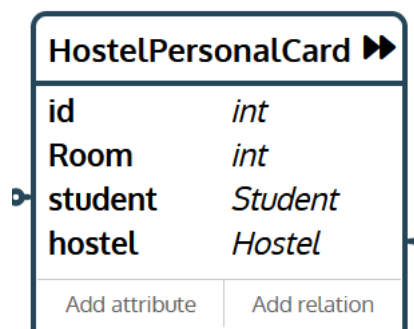 HostelPersonalCard
id int
Room int
student Student
hostel Hostel
Add attribute Add relation